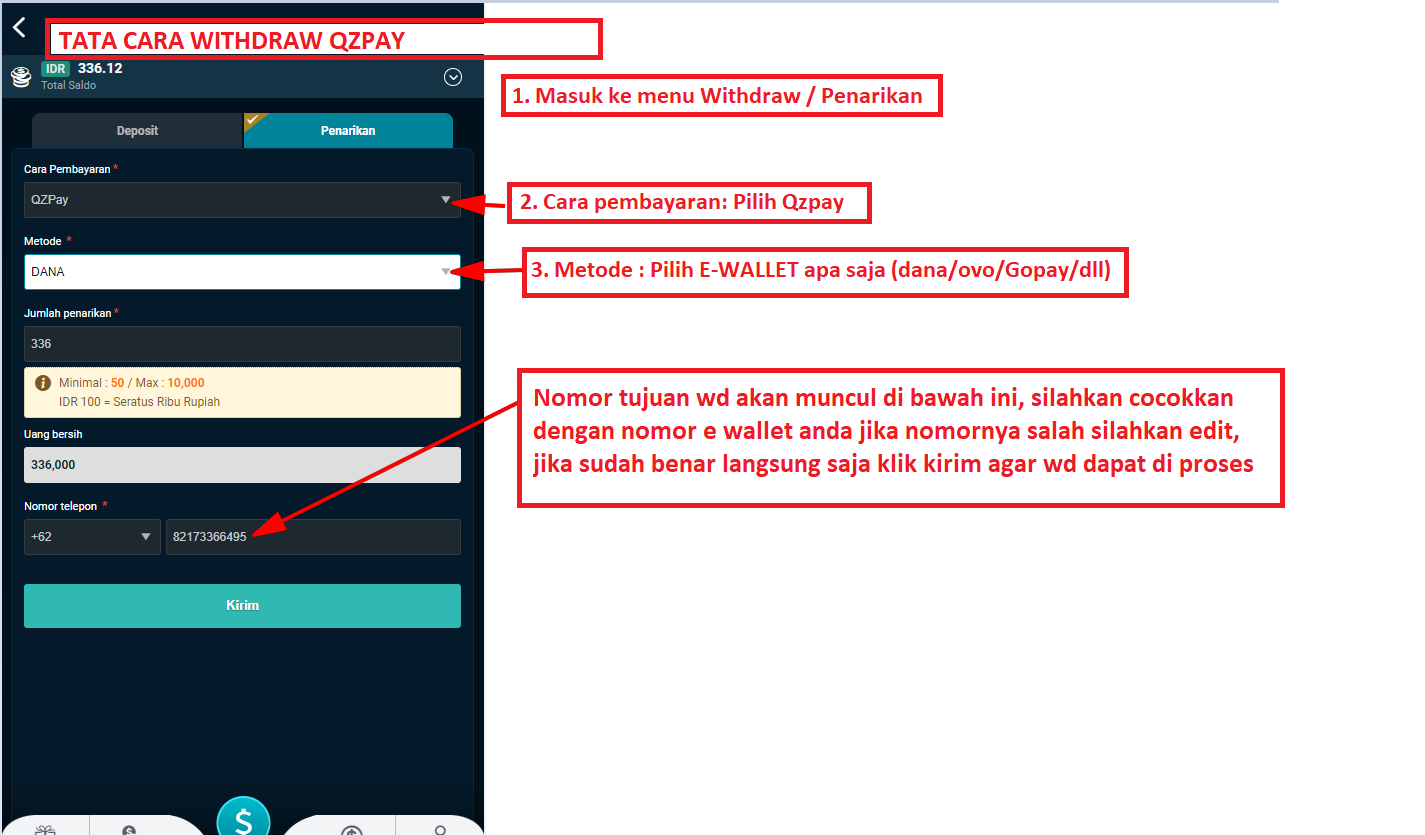 TATA CARA WITHDRAW QZPAY
IDR 336.12
Total Saldo
1. Masuk ke menu Withdraw / Penarikan
Deposit
Penarikan
Cara Pembayaran *
QZPay
2. Cara pembayaran: Pilih Qzpay
Metode *
DANA
3. Metode : Pilih E-WALLET apa saja (dana/ovo/Gopay/dll)
Jumlah penarikan *
336
Minimal : 50 / Max : 10,000
IDR 100 = Seratus Ribu Rupiah
Nomor tujuan wd akan muncul di bawah ini, silahkan cocokkan
dengan nomor e wallet anda jika nomornya salah silahkan edit,
jika sudah benar langsung saja klik kirim agar wd dapat di proses
Uang bersih
336,000
Nomor telepon *
+62
82173366495
Kirim